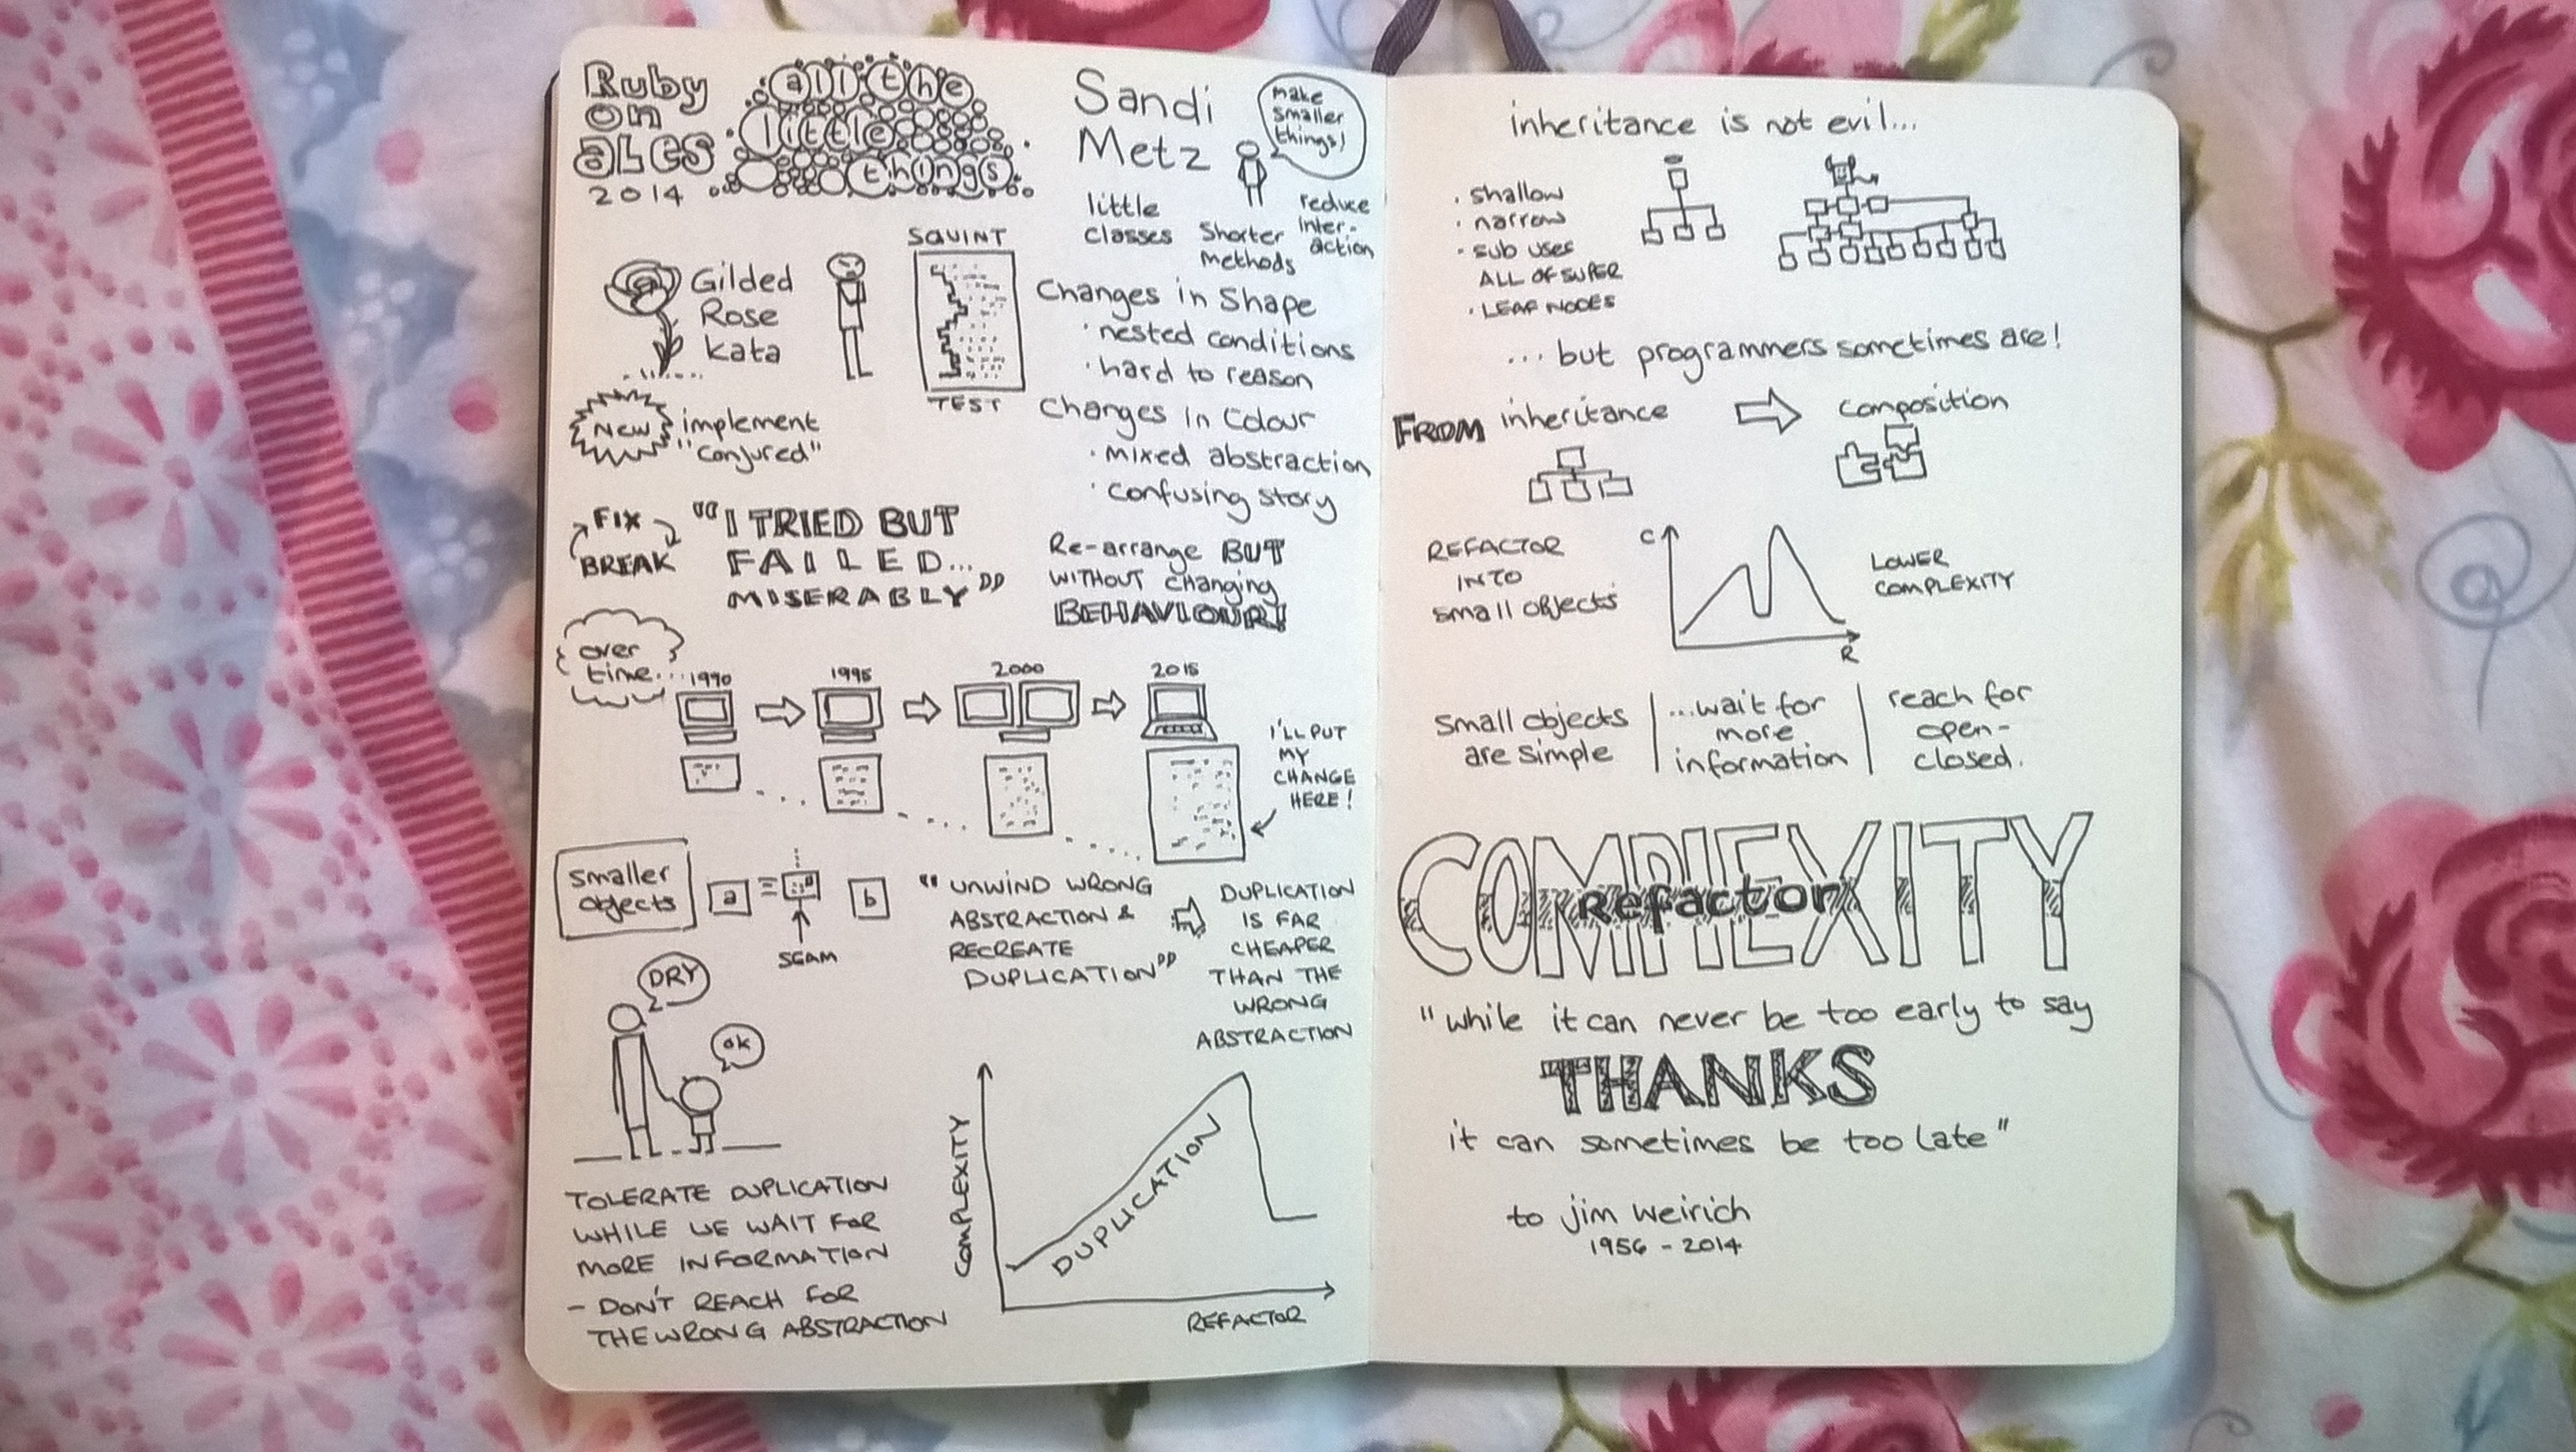 Ruby
on
ales
2014
all the
little
things
Sandi
Metz
make
smaller
things!
little
classes
shorter
methods
reduce
inter-
action
Gilded
Rose
kata
SQUINT
TEST
Changes in Shape
· nested conditions
· hard to reason
Changes in Colour
· mixed abstraction
· confusing story
NEW
implement
"conjured"
FIX
BREAK
"I TRIED BUT
FAILED...
MISERABLY"
Re-arrange BUT
WITHOUT changing
BEHAVIOUR!
over
time...
1990
1995
2000
2015
I'LL PUT
MY
CHANGE
HERE!
smaller
objects
a
b
SEAM
"UNWIND WRONG
ABSTRACTION &
RECREATE
DUPLICATION"
DUPLICATION
IS FAR
CHEAPER
THAN THE
WRONG
ABSTRACTION
DRY
OK
TOLERATE DUPLICATION
WHILE WE WAIT FOR
MORE INFORMATION
- DON'T REACH FOR
THE WRONG ABSTRACTION
COMPLEXITY
DUPLICATION
REFACTOR
inheritance is not evil...
· shallow
· narrow
· sub uses
ALL OF SUPER
· LEAF NODES
... but programmers sometimes are!
FROM inheritance
composition
REFACTOR
INTO
small objects
C
R
LOWER
COMPLEXITY
small objects
are simple
...wait for
more
information
reach for
open-
closed.
COMPLEXITY
Refactor
"while it can never be too early to say
THANKS
it can sometimes be too late"
to jim weirich
1956 - 2014